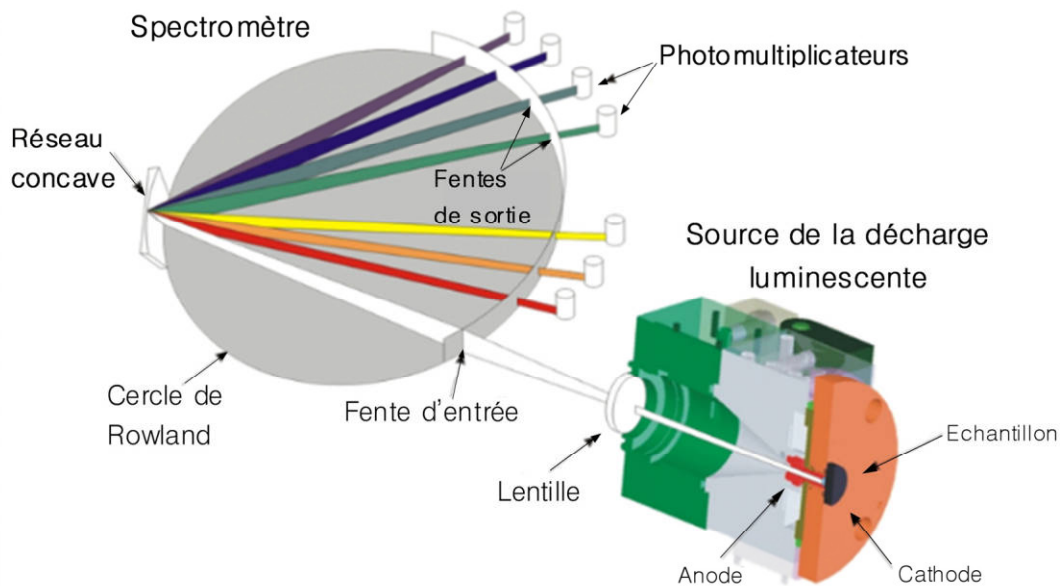 Spectromètre
Photomultiplicateurs
Réseau
concave
Fentes
de sortie
Source de la décharge
luminescente
Cercle de
Rowland
Fente d'entrée
Lentille
Echantillon
Anode
Cathode